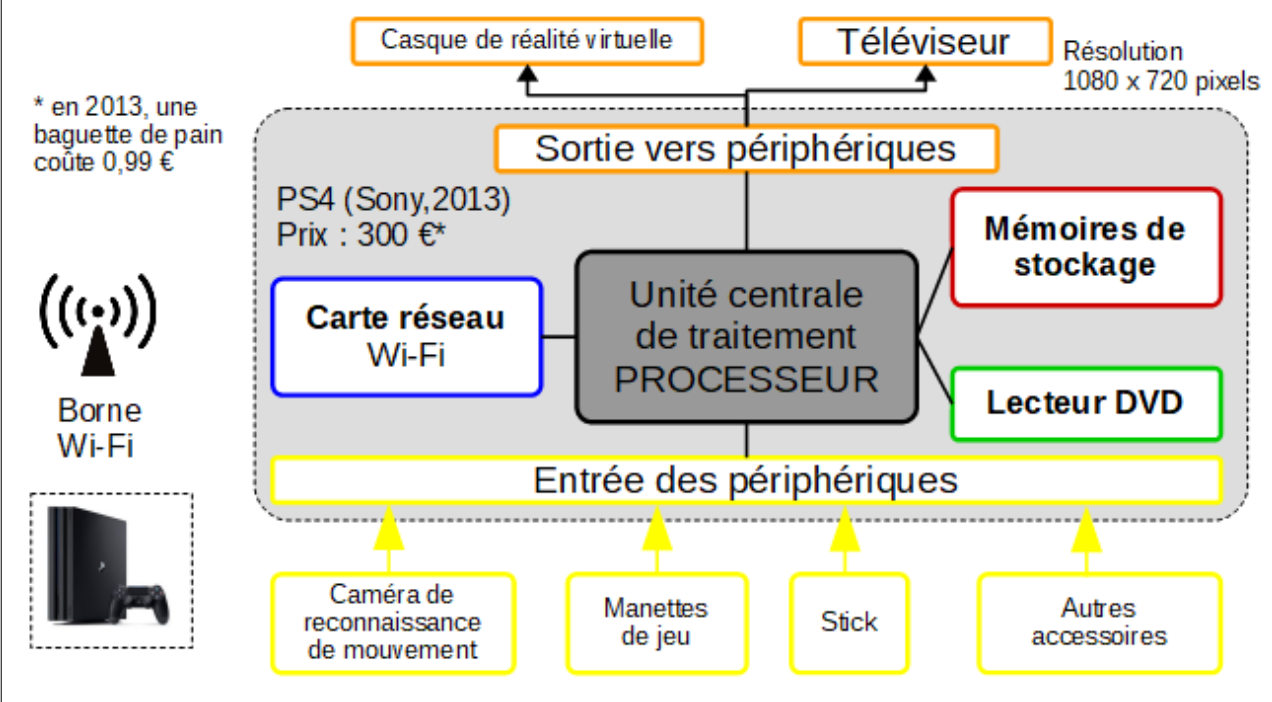 Casque de réalité virtuelle
Téléviseur
Résolution
1080 x 720 pixels
* en 2013, une
baguette de pain
coûte 0,99 €
Sortie vers périphériques
PS4 (Sony,2013)
Prix : 300 €*
Mémoires de
stockage
Unité centrale
de traitement
PROCESSEUR
Carte réseau
Wi-Fi
Borne
Wi-Fi
Lecteur DVD
Entrée des périphériques
Caméra de
reconnaissance
de mouvement
Manettes
de jeu
Stick
Autres
accessoires